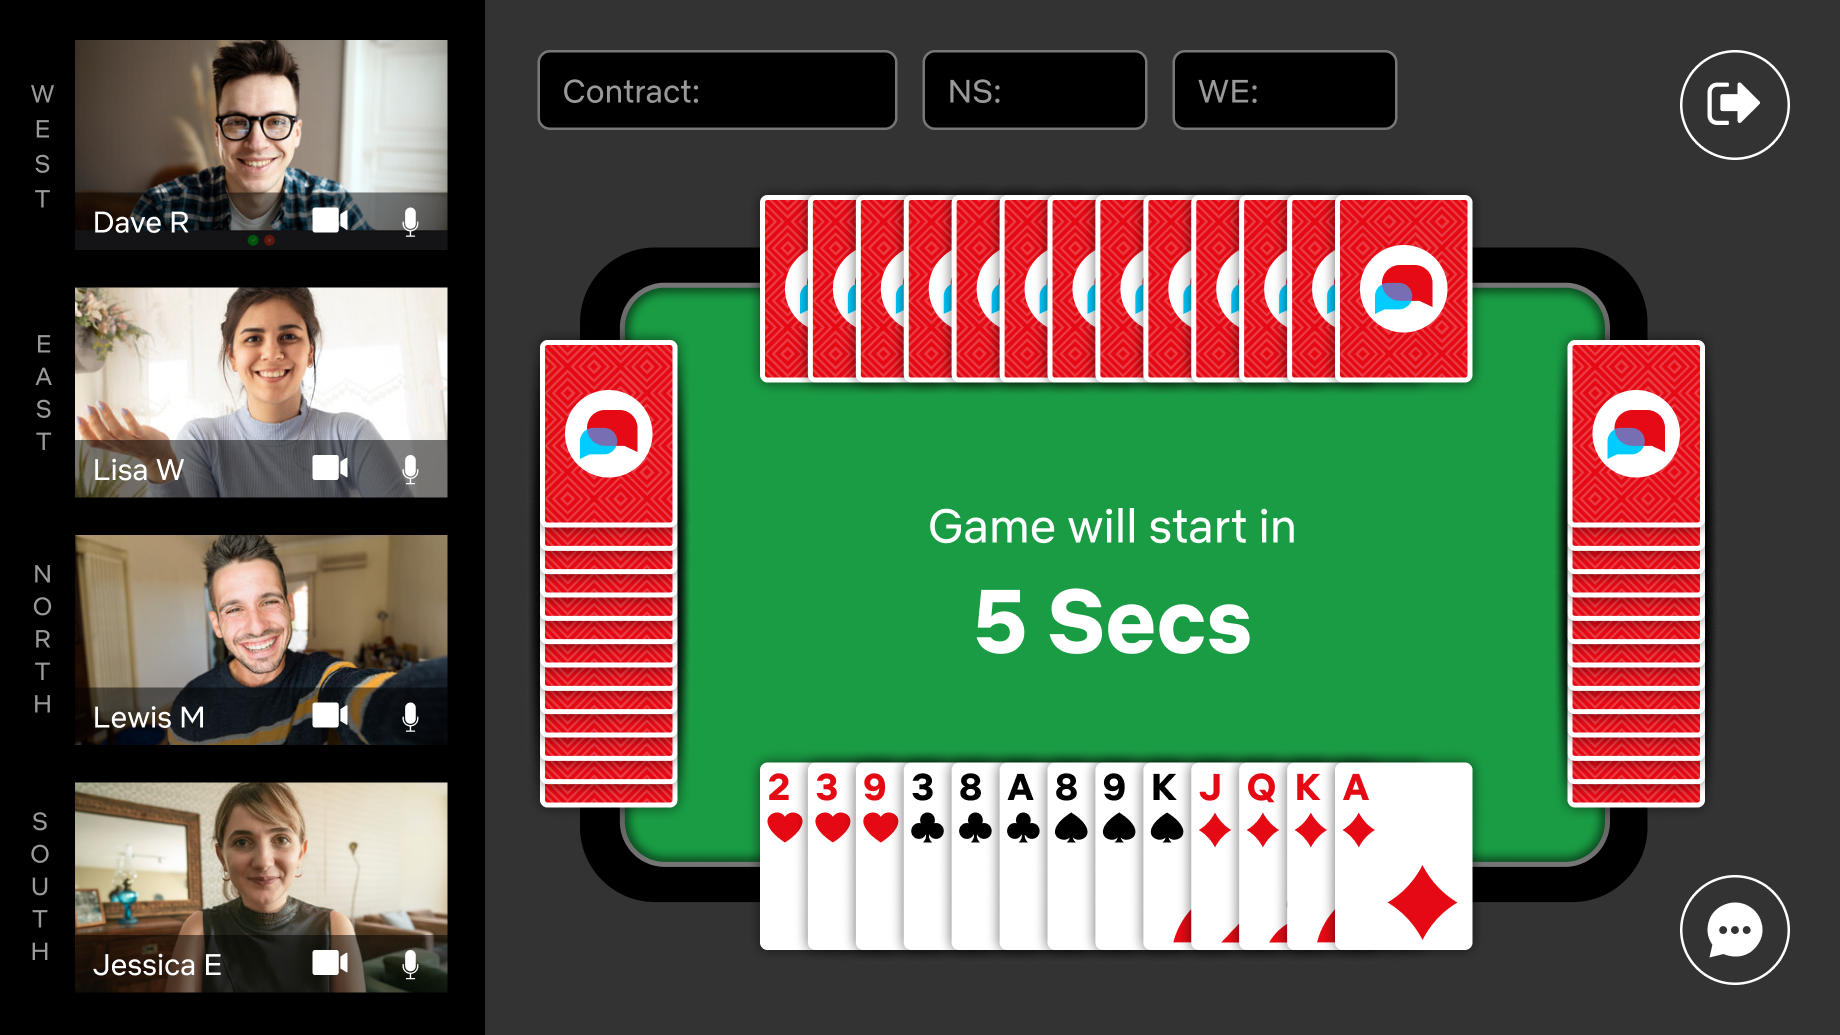 WEST
Dave R
EAST
Lisa W
NORTH
Lewis M
SOUTH
Jessica E
Contract:
NS:
WE:
Game will start in
5 Secs
2 3 9 3 8 A 8 9 K J Q K A